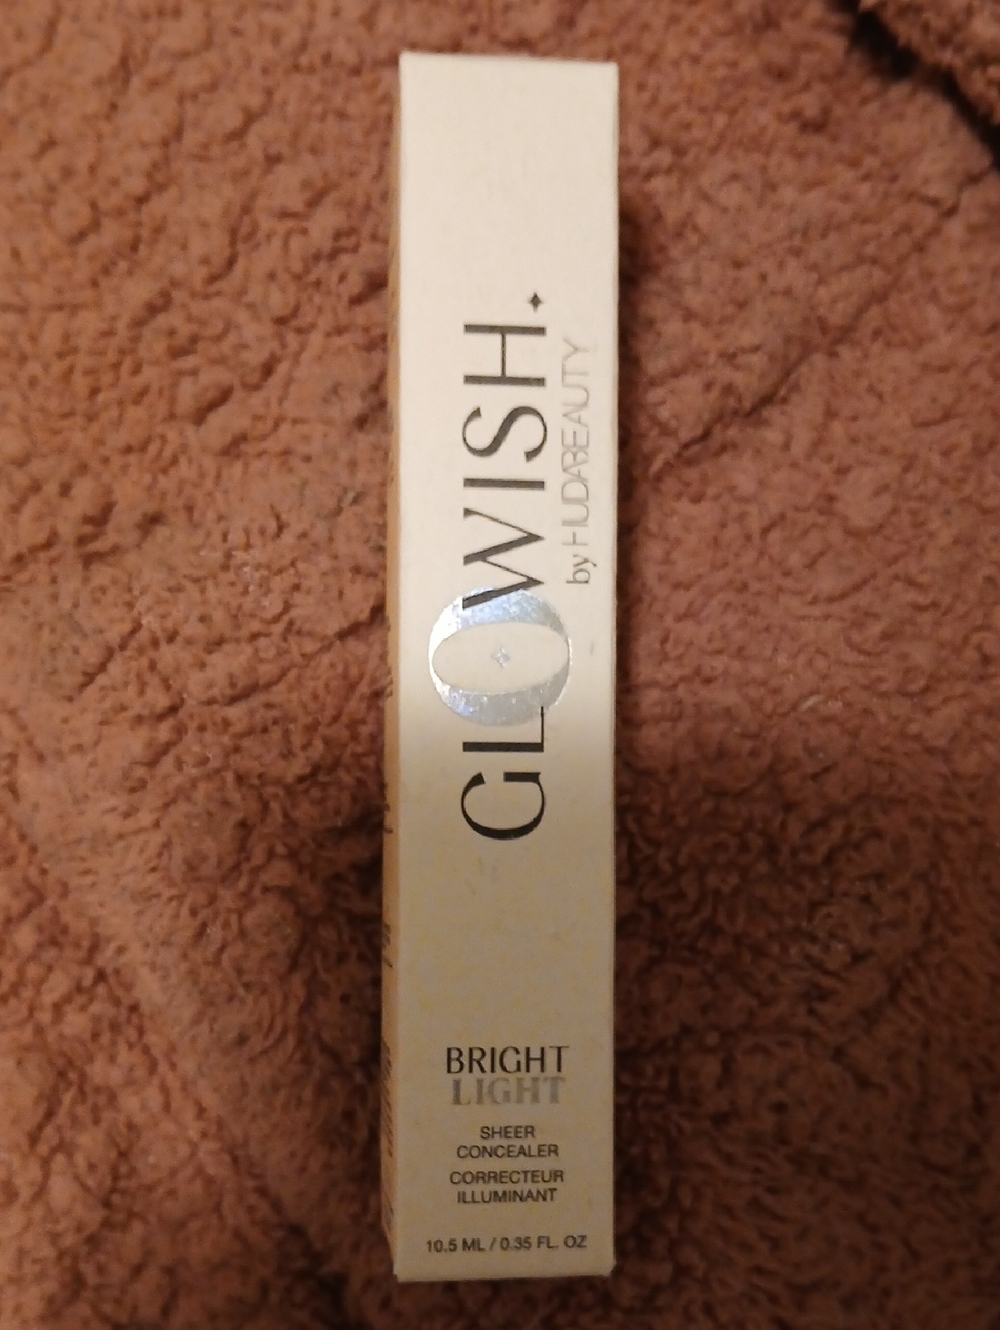 GLOWISH.
by HUDABEAUTY
BRIGHT
LIGHT
SHEER
CONCEALER
CORRECTEUR
ILLUMINANT
10.5 ML / 0.35 FL. OZ